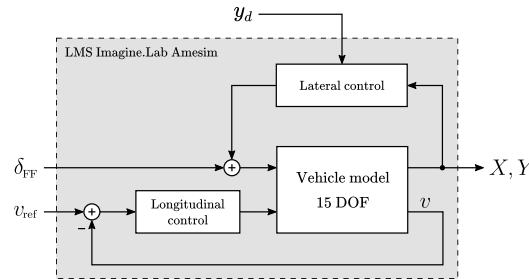 y_d
LMS Imagine.Lab Amesim
Lateral control
δ_FF
+
Vehicle model
15 DOF
X, Y
v_ref
+
−
Longitudinal
control
v